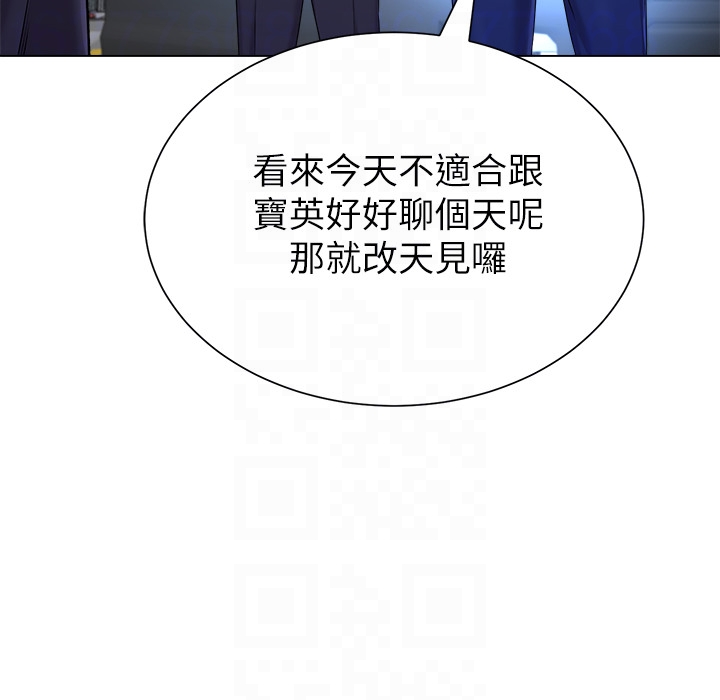 看來今天不適合跟
寶英好好聊個天呢
那就改天見囉